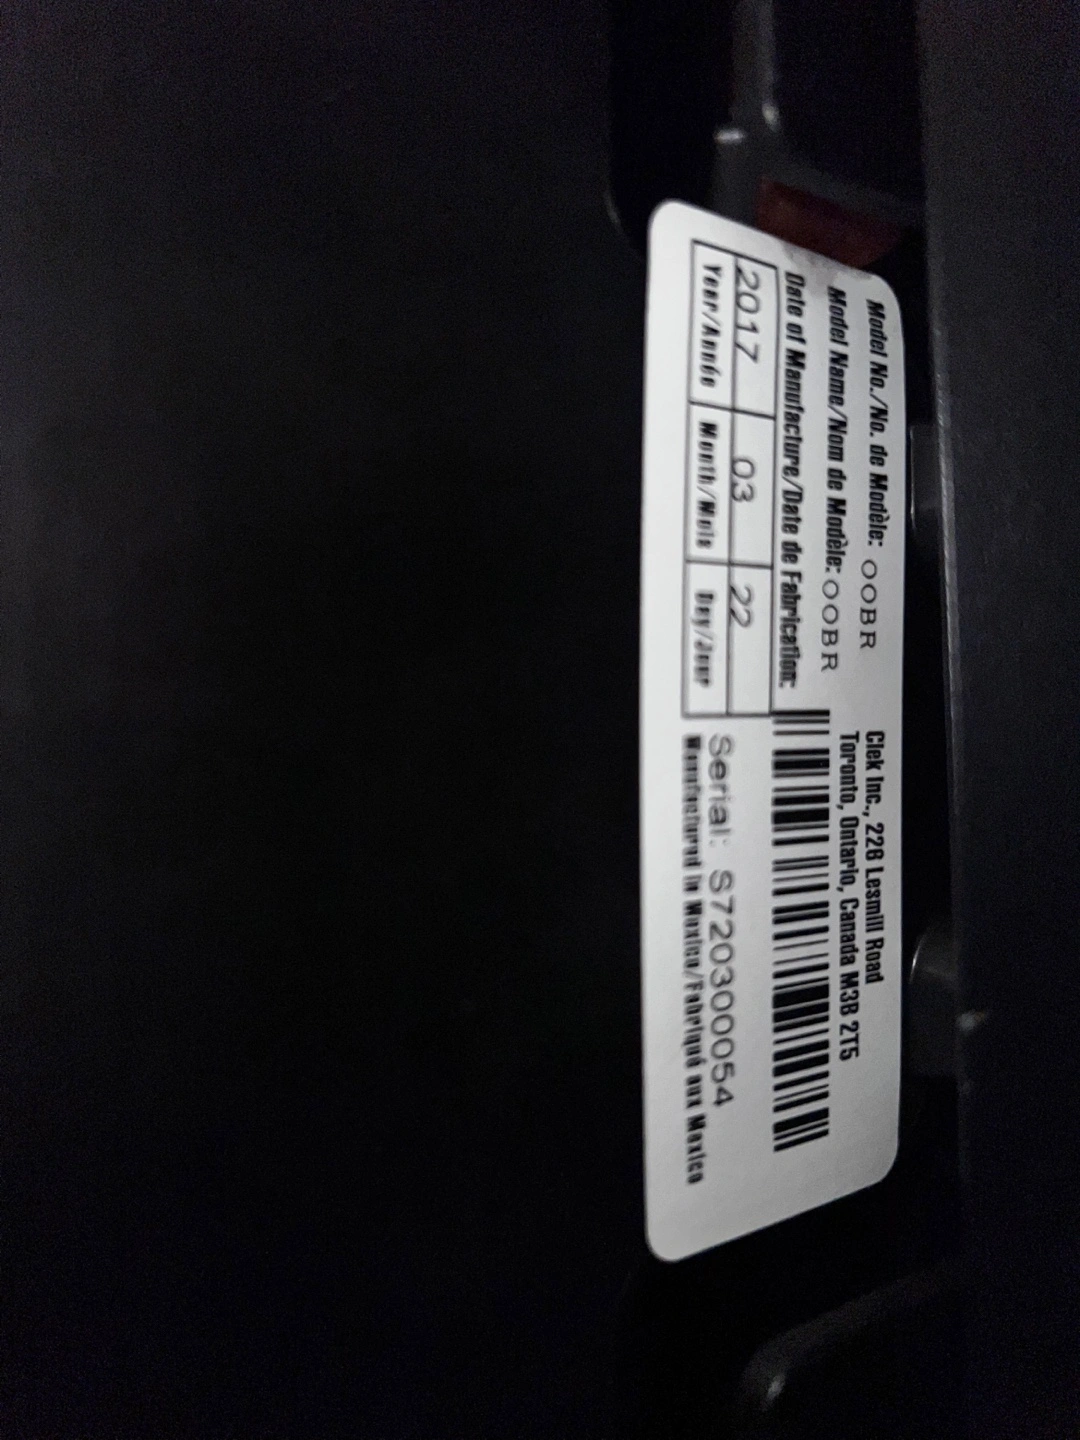 Model No./No. de Modèle: OOBR
Model Name/Nom de Modèle: OOBR
Date of Manufacture/Date de Fabrication:
2017 03 22
Year/Année Month/Mois Day/Jour
Clek Inc., 226 Lesmill Road
Toronto, Ontario, Canada M3B 2T5
Serial: S720300054
Manufactured in Mexico/Fabriqué aux Mexico